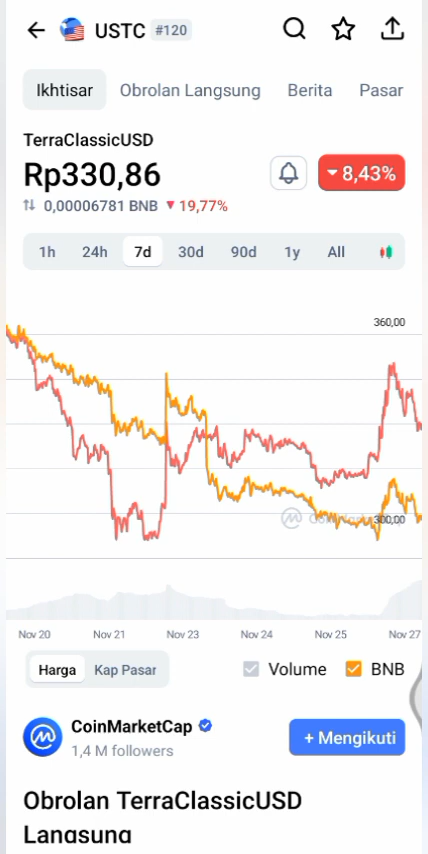 USTC #120
Ikhtisar Obrolan Langsung Berita Pasar
TerraClassicUSD
Rp330,86 8,43%
0,00006781 BNB 19,77%
1h 24h 7d 30d 90d 1y All
360,00
300,00
Nov 20 Nov 21 Nov 23 Nov 24 Nov 25 Nov 27
Harga Kap Pasar Volume BNB
CoinMarketCap
1,4 M followers
+ Mengikuti
Obrolan TerraClassicUSD
Langsung